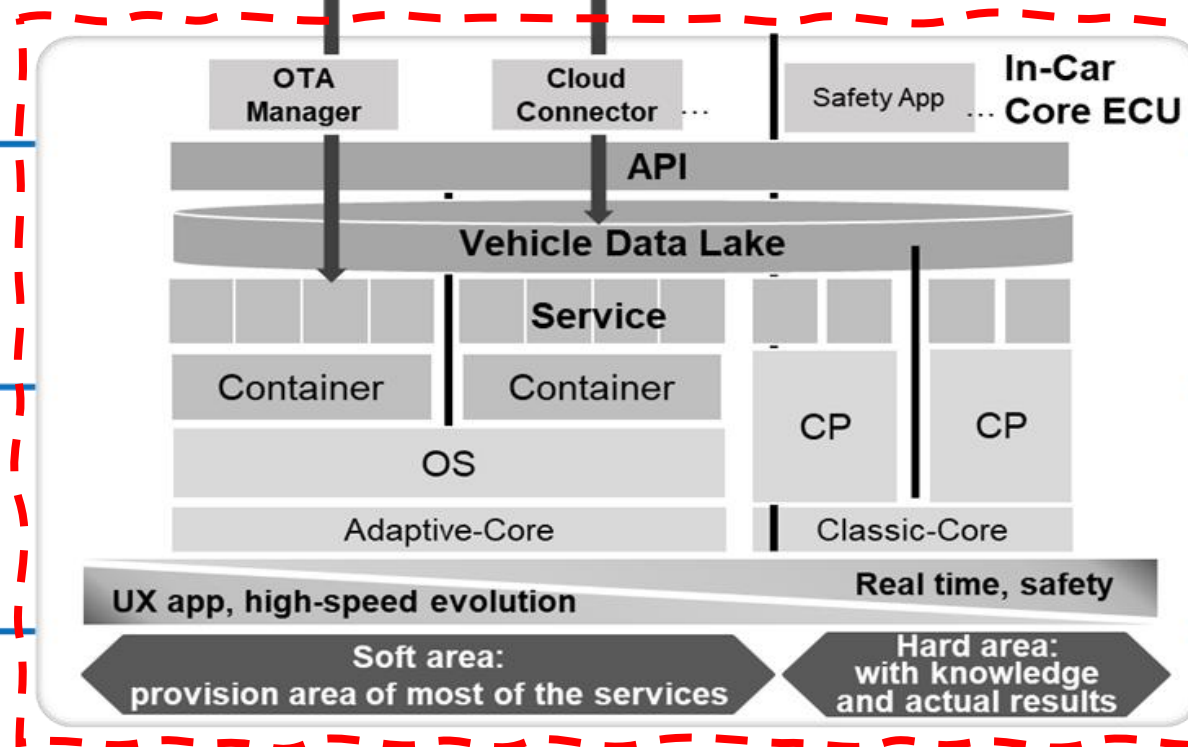 OTA
Manager
Cloud
Connector
...
Safety App
...
In-Car
Core ECU
API
Vehicle Data Lake
Service
Container
Container
CP
CP
OS
Adaptive-Core
Classic-Core
UX app, high-speed evolution
Real time, safety
Soft area:
provision area of most of the services
Hard area:
with knowledge
and actual results